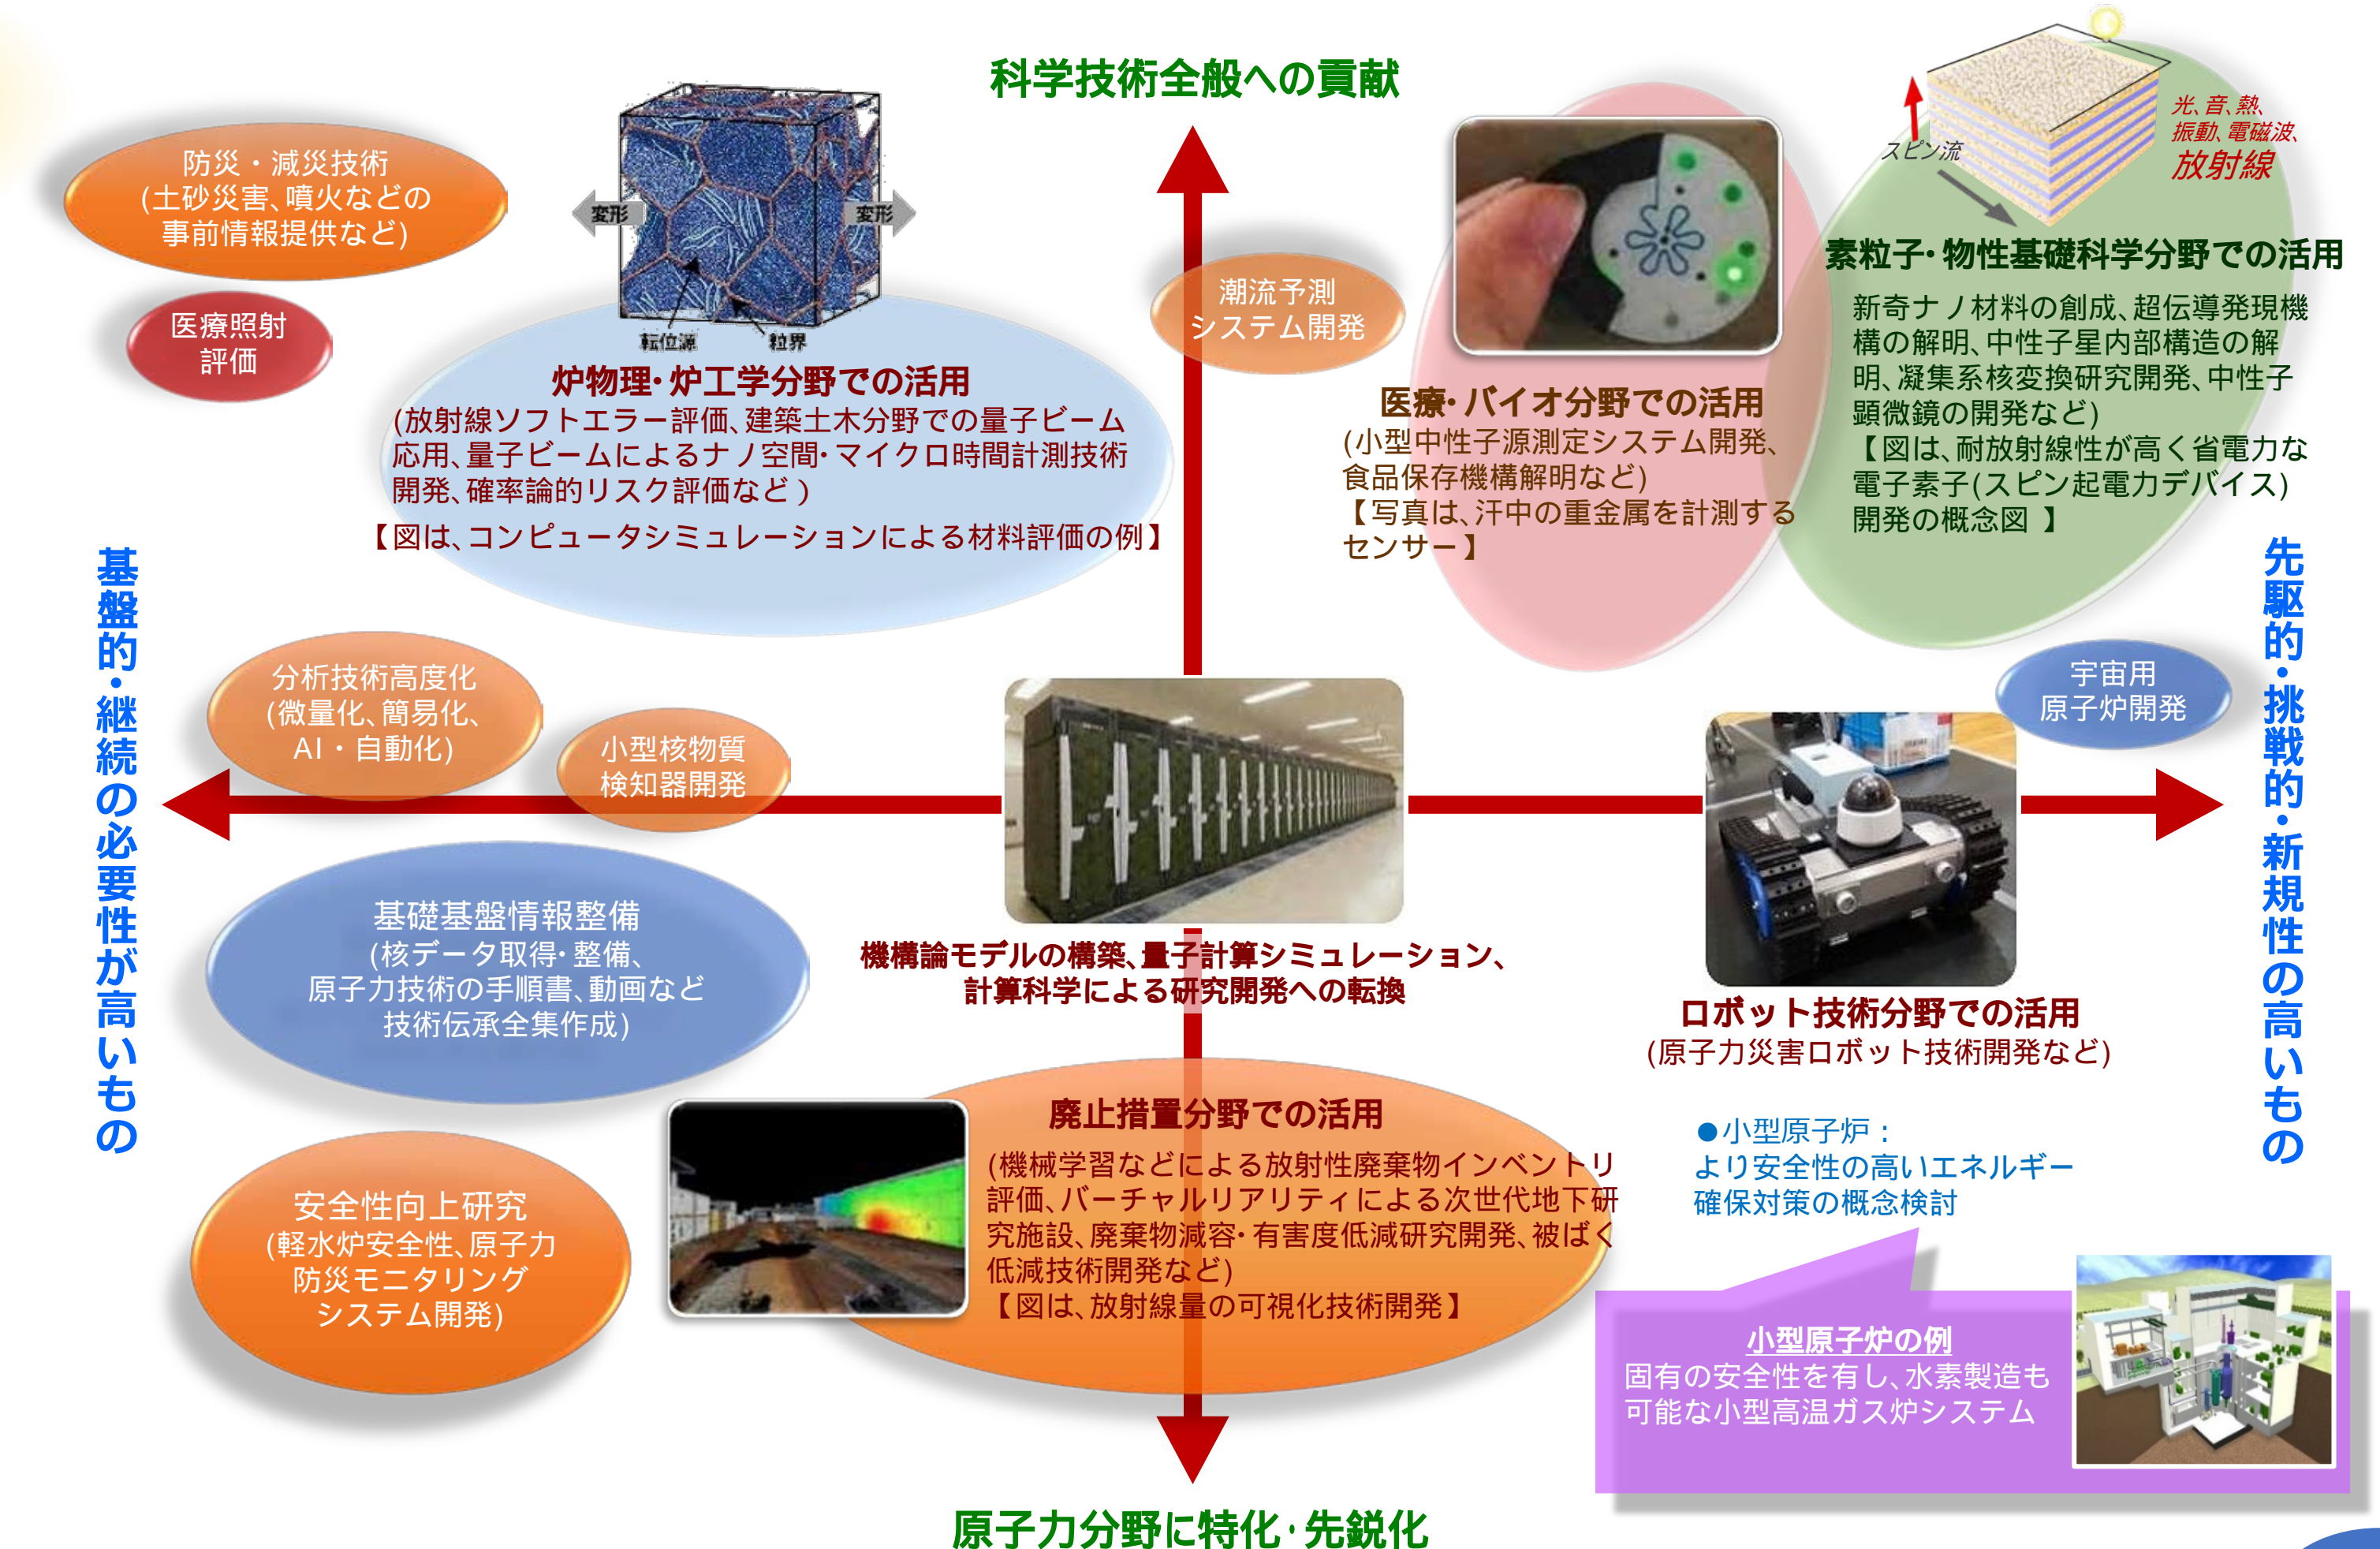 科学技術全般への貢献
防災・減災技術
(土砂災害、噴火などの
事前情報提供など)
医療照射
評価
変形
変形
転位源
粒界
炉物理・炉工学分野での活用
(放射線ソフトエラー評価、建築土木分野での量子ビーム
応用、量子ビームによるナノ空間・マイクロ時間計測技術
開発、確率論的リスク評価など)
【図は、コンピュータシミュレーションによる材料評価の例】
潮流予測
システム開発
医療・バイオ分野での活用
(小型中性子源測定システム開発、
食品保存機構解明など)
【写真は、汗中の重金属を計測する
センサー】
スピン流
光、音、熱、
振動、電磁波、
放射線
素粒子・物性基礎科学分野での活用
新奇ナノ材料の創成、超伝導発現機
構の解明、中性子星内部構造の解
明、凝集系核変換研究開発、中性子
顕微鏡の開発など)
【図は、耐放射線性が高く省電力な
電子素子(スピン起電力デバイス)
開発の概念図 】
基盤的・継続の必要性が高いもの
先駆的・挑戦的・新規性の高いもの
分析技術高度化
(微量化、簡易化、
AI・自動化)
小型核物質
検知器開発
宇宙用
原子炉開発
基礎基盤情報整備
(核データ取得・整備、
原子力技術の手順書、動画など
技術伝承全集作成)
機構論モデルの構築、量子計算シミュレーション、
計算科学による研究開発への転換
ロボット技術分野での活用
(原子力災害ロボット技術開発など)
安全性向上研究
(軽水炉安全性、原子力
防災モニタリング
システム開発)
廃止措置分野での活用
(機械学習などによる放射性廃棄物インベントリ
評価、バーチャルリアリティによる次世代地下研
究施設、廃棄物減容・有害度低減研究開発、被ばく
低減技術開発など)
【図は、放射線量の可視化技術開発】
●小型原子炉：
より安全性の高いエネルギー
確保対策の概念検討
小型原子炉の例
固有の安全性を有し、水素製造も
可能な小型高温ガス炉システム
原子力分野に特化・先鋭化